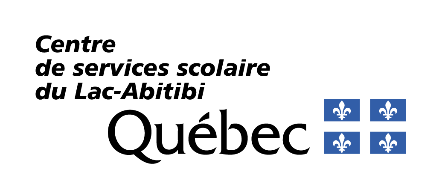 Centre
de services scolaire
du Lac-Abitibi
Québec